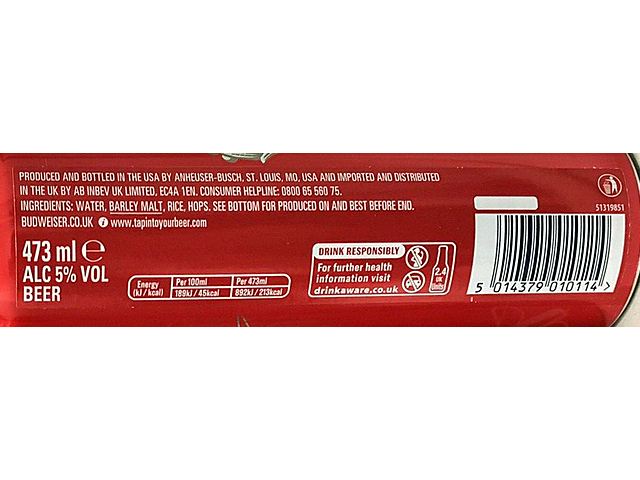 PRODUCED AND BOTTLED IN THE USA BY ANHEUSER-BUSCH, ST. LOUIS, MO, USA AND IMPORTED AND DISTRIBUTED
IN THE UK BY AB INBEV UK LIMITED, EC4A 1EN. CONSUMER HELPLINE: 0800 65 560 75.
INGREDIENTS: WATER, BARLEY MALT, RICE, HOPS. SEE BOTTOM FOR PRODUCED ON AND BEST BEFORE END.
BUDWEISER.CO.UK i www.tapintoyourbeer.com
473 ml e
ALC 5% VOL
BEER
Energy
(kJ / kcal)
Per 100ml
189kJ / 45kcal
Per 473ml
892kJ / 213kcal
DRINK RESPONSIBLY
For further health
information visit
drinkaware.co.uk
2.4
UK
Units
51319851
5 014379 010114 >